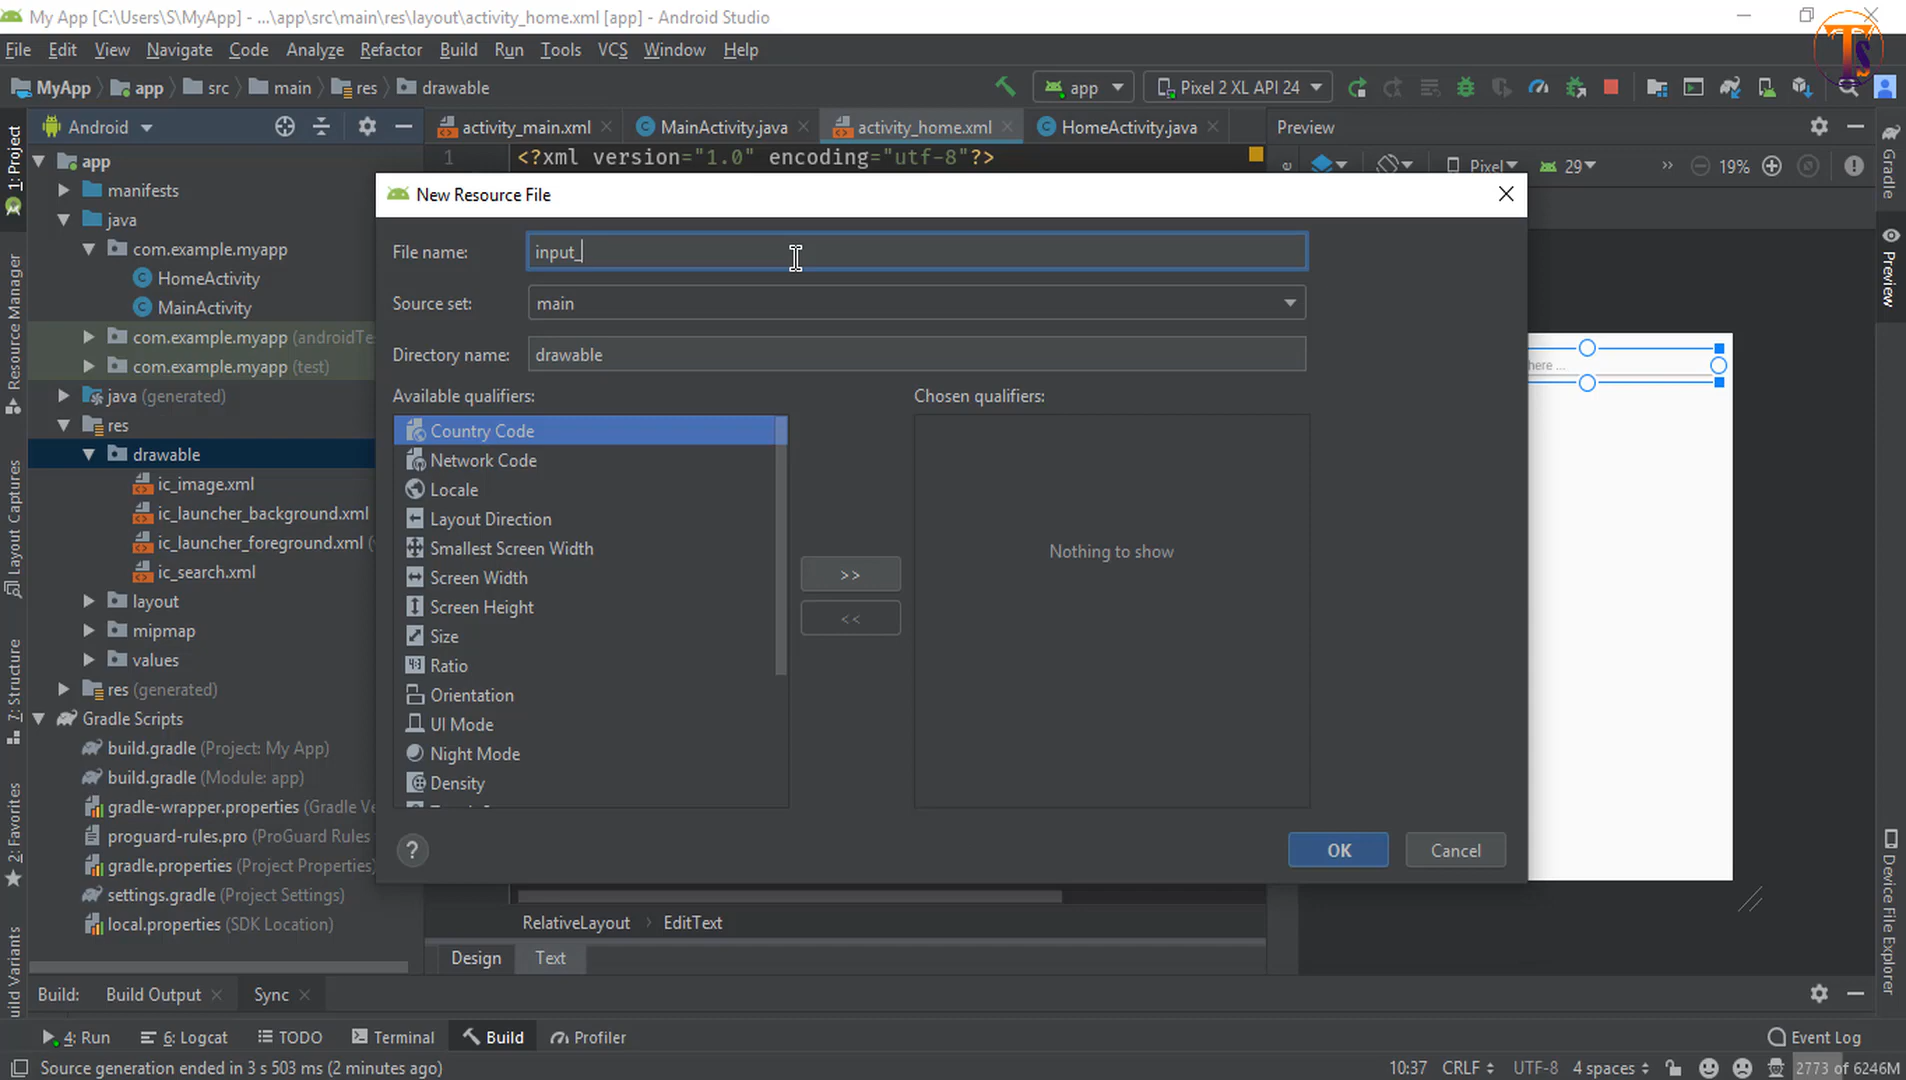 My App [C:\Users\S\MyApp] - ...\app\src\main\res\layout\activity_home.xml [app] - Android Studio
Ts
File Edit View Navigate Code Analyze Refactor Build Run Tools VCS Window Help
MyApp app src main res drawable
app Pixel 2 XL API 24
Android
activity_main.xml MainActivity.java activity_home.xml HomeActivity.java
Preview
1 <?xml version="1.0" encoding="utf-8"?>
Pixel 29 » 19%
app
manifests
java
com.example.myapp
HomeActivity
MainActivity
com.example.myapp (androidTe
com.example.myapp (test)
java (generated)
res
drawable
ic_image.xml
ic_launcher_background.xml
ic_launcher_foreground.xml (
ic_search.xml
layout
mipmap
values
res (generated)
Gradle Scripts
build.gradle (Project: My App)
build.gradle (Module: app)
gradle-wrapper.properties (Gradle Ve
proguard-rules.pro (ProGuard Rules
gradle.properties (Project Properties)
settings.gradle (Project Settings)
local.properties (SDK Location)
New Resource File
File name: input_
Source set: main
Directory name: drawable
Available qualifiers:
Chosen qualifiers:
Country Code
Network Code
Locale
Layout Direction
Smallest Screen Width
Screen Width
Screen Height
Size
Ratio
Orientation
UI Mode
Night Mode
Density
>>
<<
Nothing to show
?
OK
Cancel
here ...
RelativeLayout › EditText
Design Text
1: Project
Resource Manager
Layout Captures
7: Structure
2: Favorites
uild Variants
Gradle
Preview
Device File Explorer
Build: Build Output Sync
4: Run 6: Logcat TODO Terminal Build Profiler
Event Log
Source generation ended in 3 s 503 ms (2 minutes ago)
10:37 CRLF UTF-8 4 spaces 2773 of 6246M